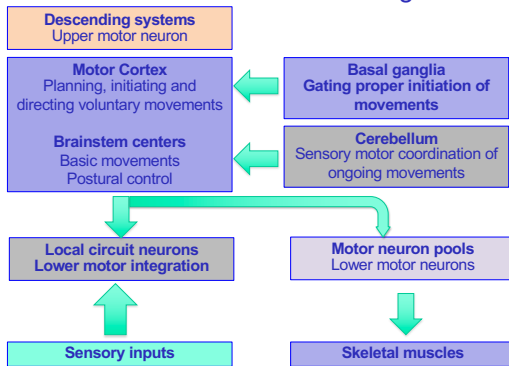 Descending systems
Upper motor neuron
Motor Cortex
Planning, initiating and
directing voluntary movements
Brainstem centers
Basic movements
Postural control
Basal ganglia
Gating proper initiation of
movements
Cerebellum
Sensory motor coordination of
ongoing movements
Local circuit neurons
Lower motor integration
Motor neuron pools
Lower motor neurons
Sensory inputs
Skeletal muscles